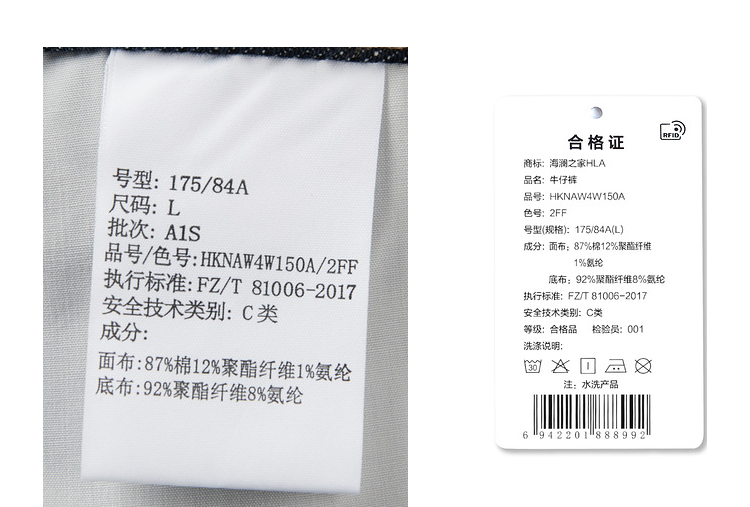 号型: 175/84A
尺码: L
批次: A1S
品号/色号:HKNAW4W150A/2FF
执行标准:FZ/T 81006-2017
安全技术类别: C类
成分:
面布:87%棉12%聚酯纤维1%氨纶
底布:92%聚酯纤维8%氨纶
RFID
合格证
商标: 海澜之家HLA
品名: 牛仔裤
品号: HKNAW4W150A
色号: 2FF
号型(规格): 175/84A(L)
成分: 面布: 87%棉12%聚酯纤维
1%氨纶
底布: 92%聚酯纤维8%氨纶
执行标准: FZ/T 81006-2017
安全技术类别: C类
等级: 合格品 检验员: 001
洗涤说明:
30
注: 水洗产品
6 942201 888992